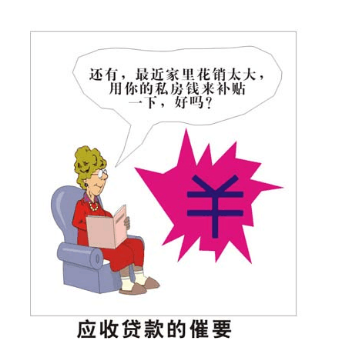 还有，最近家里花销太大，
用你的私房钱来补贴
一下，好吗？
¥
应收贷款的催要